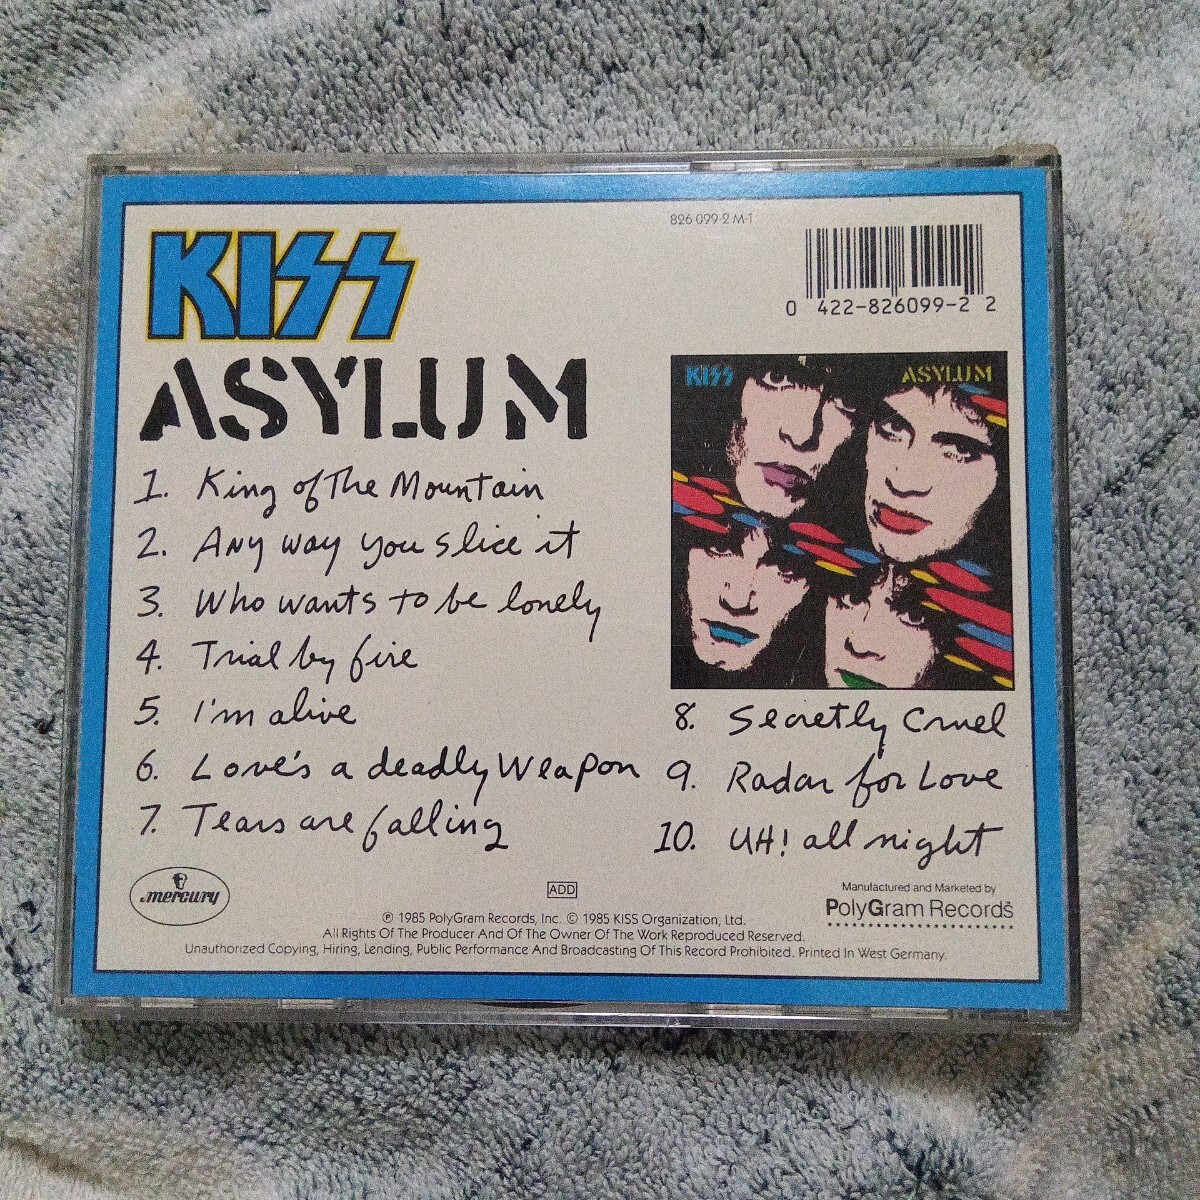 826 099-2 M-1
0 422-826099-2 2
KISS
ASYLUM
KISS ASYLUM
1. King of The Mountain
2. Any way you slice it
3. Who wants to be lonely
4. Trial by fire
5. I'm alive
6. Love's a deadly Weapon
7. Tears are falling
8. Secretly Cruel
9. Radar for Love
10. UH! all night
mercury
ADD
Manufactured and Marketed by
PolyGram Records
℗ 1985 PolyGram Records, Inc. © 1985 KISS Organization, Ltd.
All Rights Of The Producer And Of The Owner Of The Work Reproduced Reserved.
Unauthorized Copying, Hiring, Lending, Public Performance And Broadcasting Of This Record Prohibited. Printed In West Germany.